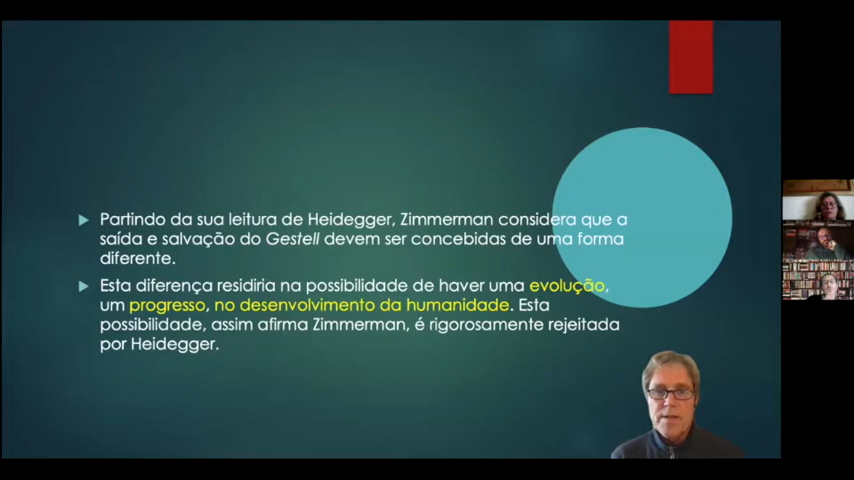 Partindo da sua leitura de Heidegger, Zimmerman considera que a
saída e salvação do Gestell devem ser concebidas de uma forma
diferente.
Esta diferença residiria na possibilidade de haver uma evolução,
um progresso, no desenvolvimento da humanidade. Esta
possibilidade, assim afirma Zimmerman, é rigorosamente rejeitada
por Heidegger.